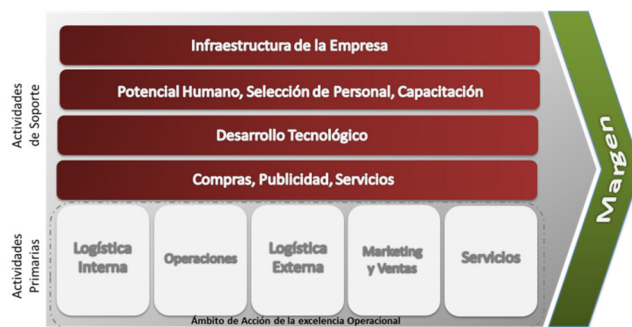 Actividades
de Soporte
Infraestructura de la Empresa
Potencial Humano, Selección de Personal, Capacitación
Desarrollo Tecnológico
Compras, Publicidad, Servicios
Actividades
Primarias
Logística
Interna
Operaciones
Logística
Externa
Marketing
y Ventas
Servicios
Ámbito de Acción de la excelencia Operacional
Margen